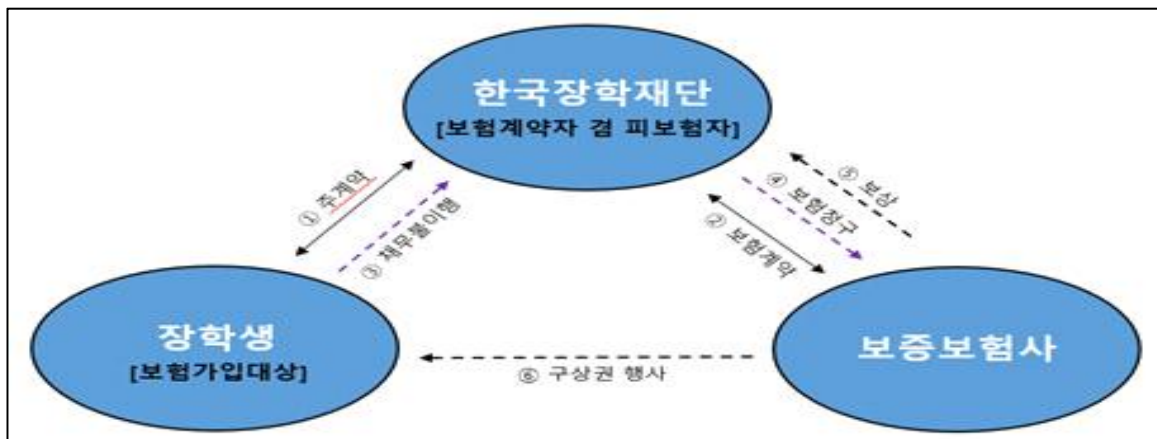 한국장학재단
[보험계약자 겸 피보험자]
① 주계약
③ 채무불이행
② 보험계약
④ 보험청구
⑤ 보상
장학생
[보험가입대상]
보증보험사
⑥ 구상권 행사